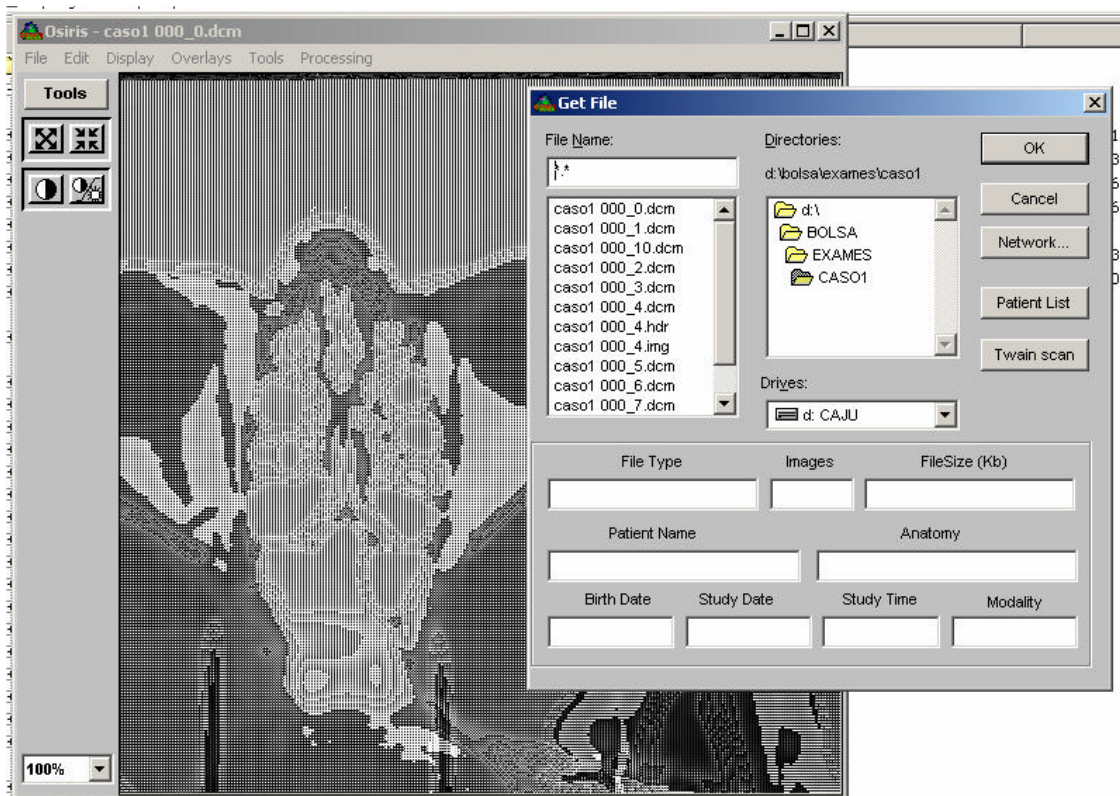 Osiris - caso1 000_0.dcm
File Edit Display Overlays Tools Processing
Tools
100%
Get File
File Name:
*.*
caso1 000_0.dcm
caso1 000_1.dcm
caso1 000_10.dcm
caso1 000_2.dcm
caso1 000_3.dcm
caso1 000_4.dcm
caso1 000_4.hdr
caso1 000_4.img
caso1 000_5.dcm
caso1 000_6.dcm
caso1 000_7.dcm
Directories:
d:\bolsa\exames\caso1
d:\
BOLSA
EXAMES
CASO1
Drives:
d: CAJU
OK
Cancel
Network...
Patient List
Twain scan
File Type Images FileSize (Kb)
Patient Name Anatomy
Birth Date Study Date Study Time Modality